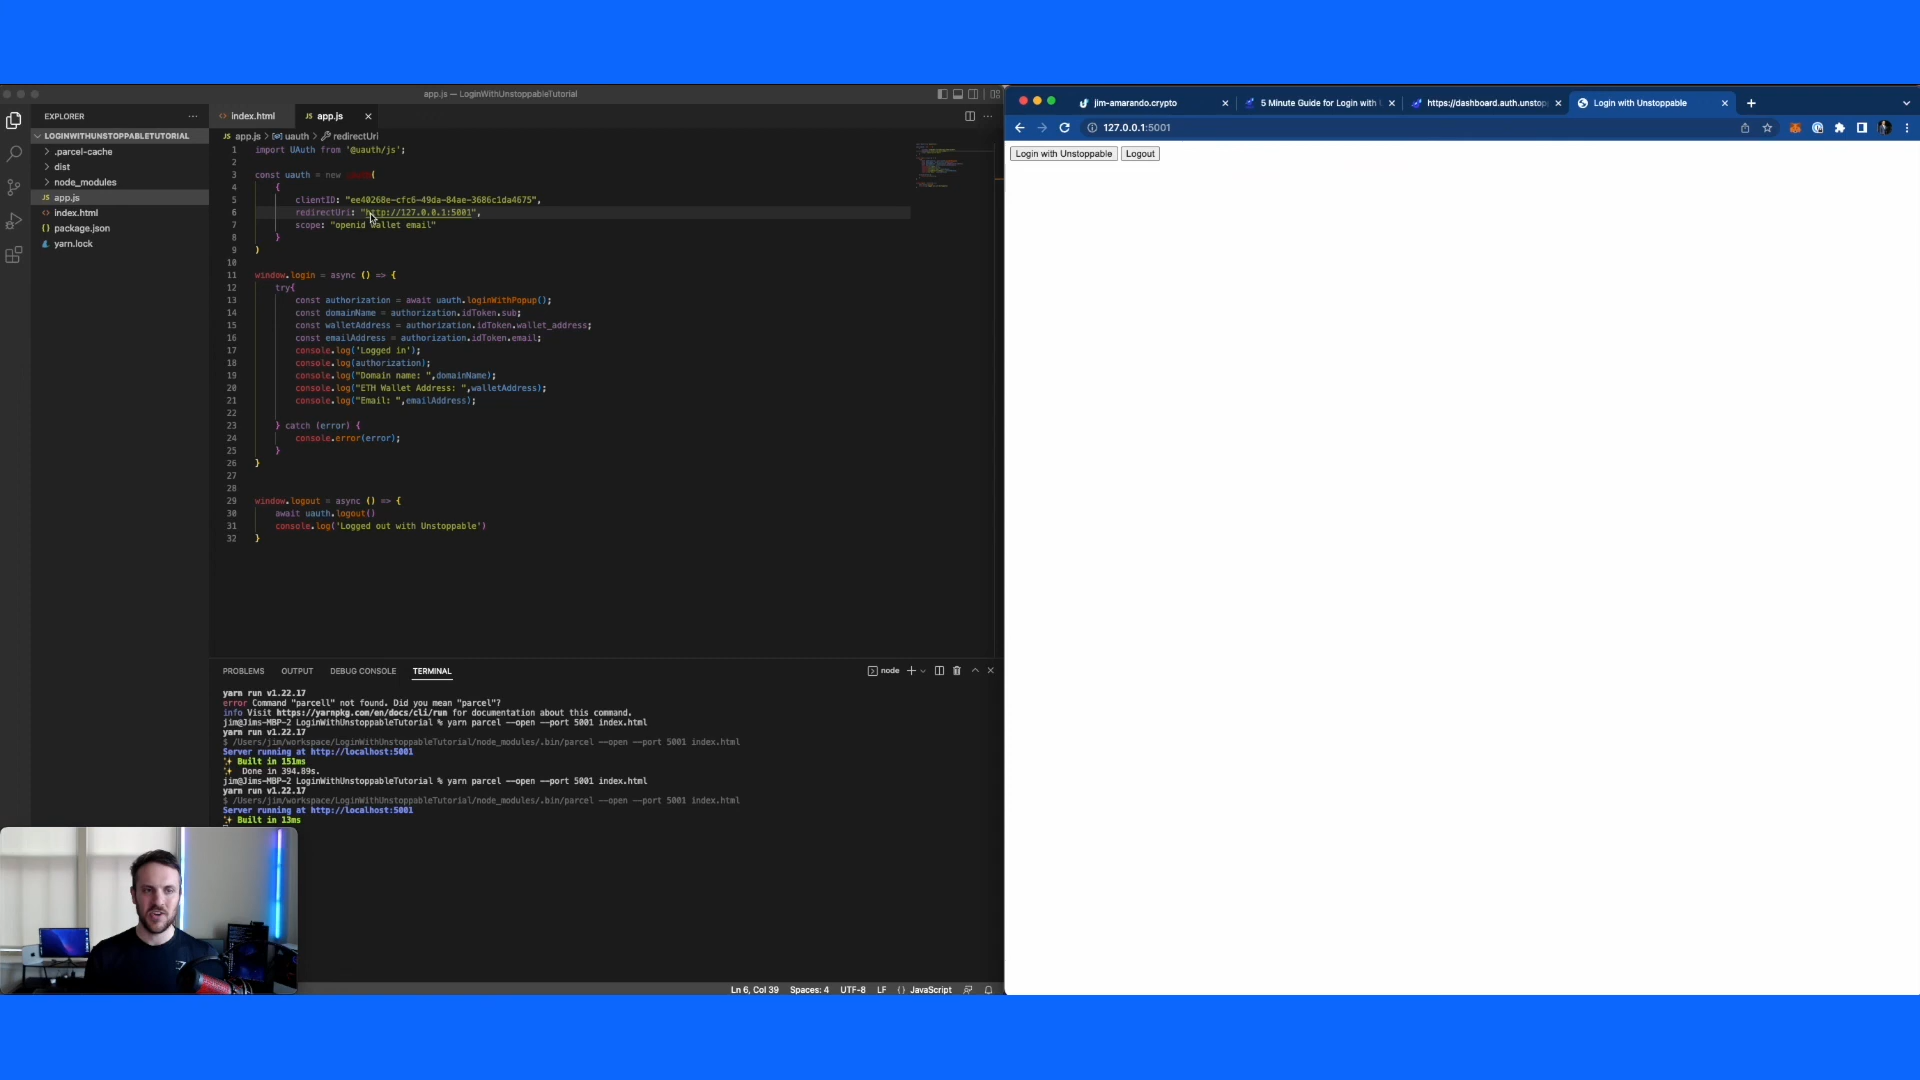 app.js — LoginWithUnstoppableTutorial
EXPLORER
LOGINWITHUNSTOPPABLETUTORIAL
.parcel-cache
dist
node_modules
JS app.js
<> index.html
{} package.json
yarn.lock
<> index.html
JS app.js
JS app.js > uauth > redirectUri
1 import UAuth from '@uauth/js';
2
3 const uauth = new UAuth(
4 {
5 clientID: "ee40268e-cfc6-49da-84ae-3686c1da4675",
6 redirectUri: "http://127.0.0.1:5001",
7 scope: "openid wallet email"
8 }
9 )
10
11 window.login = async () => {
12 try{
13 const authorization = await uauth.loginWithPopup();
14 const domainName = authorization.idToken.sub;
15 const walletAddress = authorization.idToken.wallet_address;
16 const emailAddress = authorization.idToken.email;
17 console.log('Logged in');
18 console.log(authorization);
19 console.log("Domain name: ",domainName);
20 console.log("ETH Wallet Address: ",walletAddress);
21 console.log("Email: ",emailAddress);
22
23 } catch (error) {
24 console.error(error);
25 }
26 }
27
28
29 window.logout = async () => {
30 await uauth.logout()
31 console.log('Logged out with Unstoppable')
32 }
PROBLEMS OUTPUT DEBUG CONSOLE TERMINAL
node
yarn run v1.22.17
error Command "parcell" not found. Did you mean "parcel"?
info Visit https://yarnpkg.com/en/docs/cli/run for documentation about this command.
jim@Jims-MBP-2 LoginWithUnstoppableTutorial % yarn parcel --open --port 5001 index.html
yarn run v1.22.17
$ /Users/jim/workspace/LoginWithUnstoppableTutorial/node_modules/.bin/parcel --open --port 5001 index.html
Server running at http://localhost:5001
✨ Built in 151ms
✨ Done in 394.89s.
jim@Jims-MBP-2 LoginWithUnstoppableTutorial % yarn parcel --open --port 5001 index.html
yarn run v1.22.17
$ /Users/jim/workspace/LoginWithUnstoppableTutorial/node_modules/.bin/parcel --open --port 5001 index.html
Server running at http://localhost:5001
✨ Built in 13ms
Ln 6, Col 39 Spaces: 4 UTF-8 LF {} JavaScript
jim-amarando.crypto
5 Minute Guide for Login with
https://dashboard.auth.unstop
Login with Unstoppable
127.0.0.1:5001
Login with Unstoppable
Logout